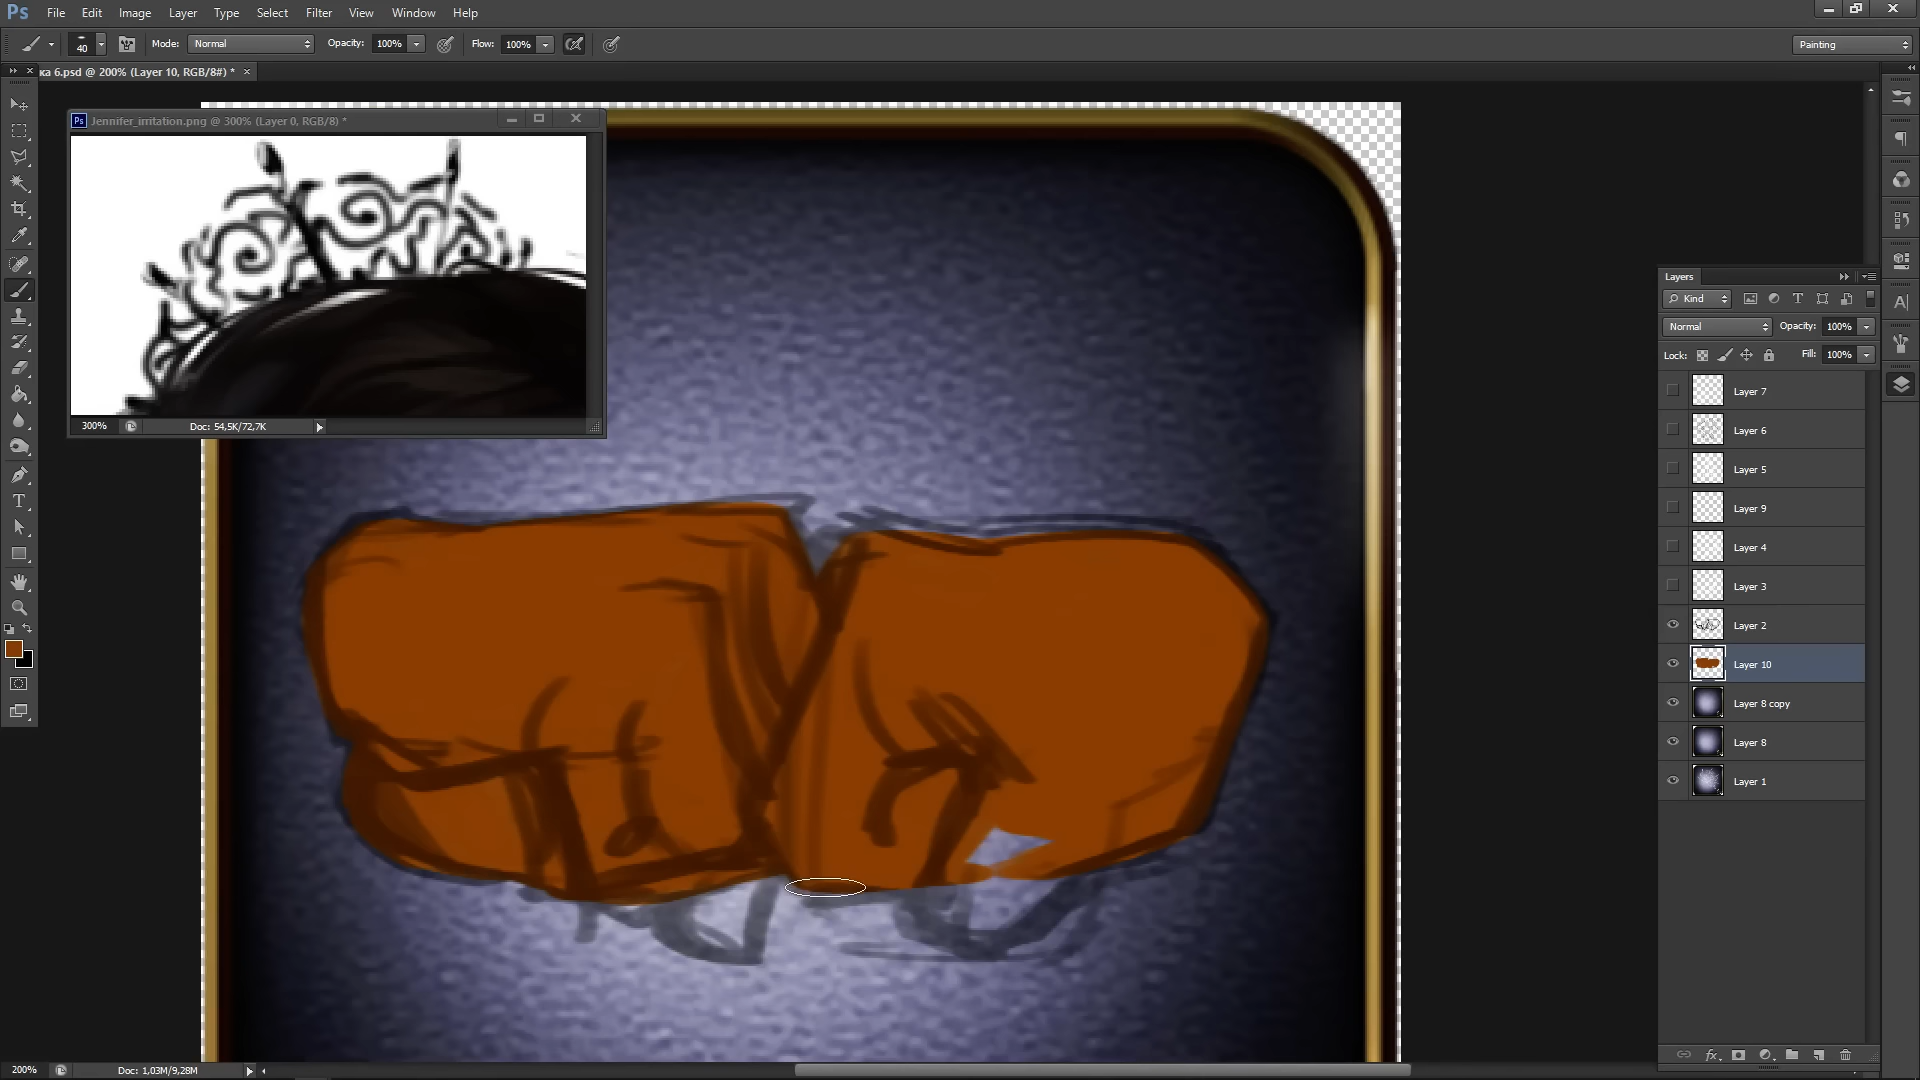 Ps File Edit Image Layer Type Select Filter View Window Help
40 Mode: Normal Opacity: 100% Flow: 100% Painting
ка 6.psd @ 200% (Layer 10, RGB/8#) * ×
Ps Jennifer_irritation.png @ 300% (Layer 0, RGB/8) *
300% Doc: 54,5K/72,7K
Layers
Kind
Normal Opacity: 100%
Lock: Fill: 100%
Layer 7
Layer 6
Layer 5
Layer 9
Layer 4
Layer 3
Layer 2
Layer 10
Layer 8 copy
Layer 8
Layer 1
fx
200% Doc: 1,03M/9,28M